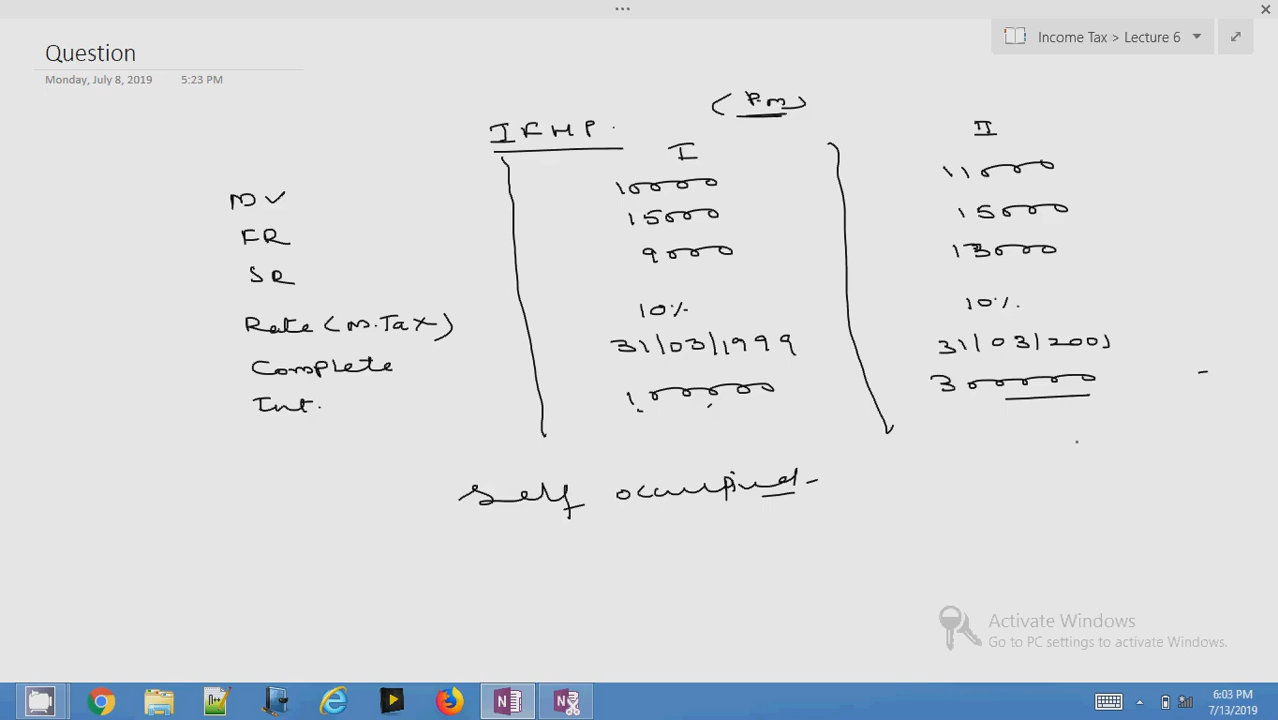 Question
Monday, July 8, 2019 5:23 PM
Income Tax > Lecture 6
IFHP. (P.m)
I II
MV 10000 11000
FR 15000 15000
SR 9000 13000
Rate (M.Tax) 10% 10%.
Complete 31/03/1999 31/03/2001
Int. 100000 300000
Self occupied-
Activate Windows
Go to PC settings to activate Windows.
6:03 PM
7/13/2019